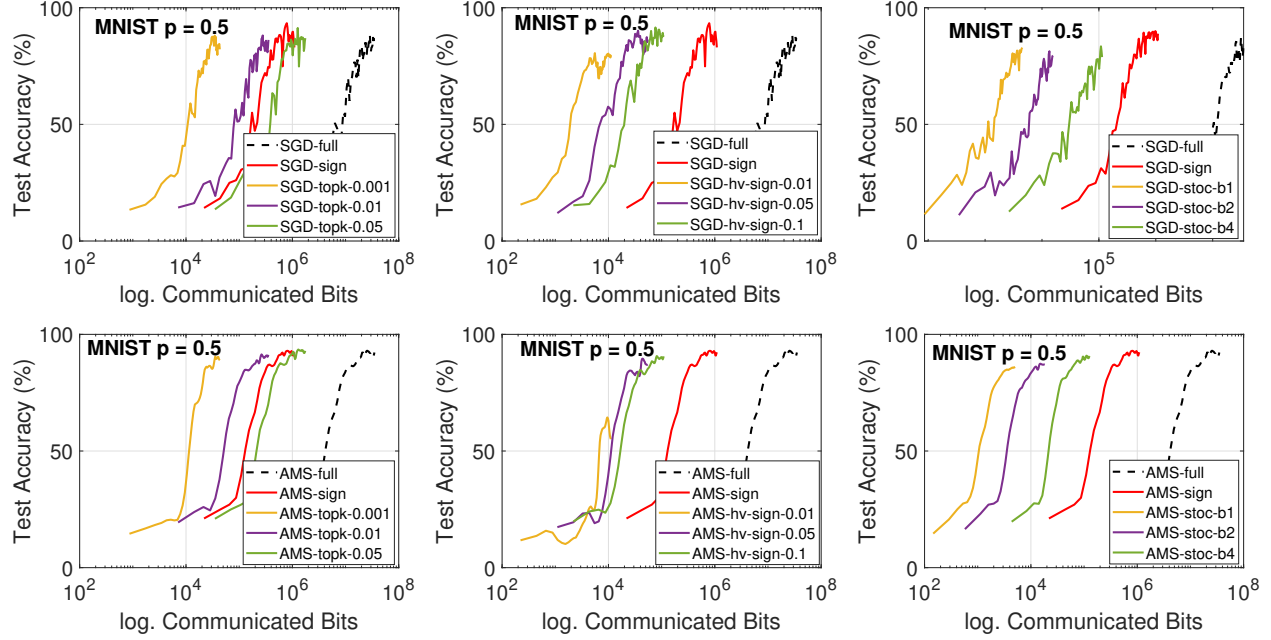 MNIST p = 0.5
Test Accuracy (%)
100
50
0
SGD-full
SGD-sign
SGD-topk-0.001
SGD-topk-0.01
SGD-topk-0.05
10^2
10^4
10^6
10^8
log. Communicated Bits
MNIST p = 0.5
Test Accuracy (%)
100
50
0
SGD-full
SGD-sign
SGD-hv-sign-0.01
SGD-hv-sign-0.05
SGD-hv-sign-0.1
10^2
10^4
10^6
10^8
log. Communicated Bits
MNIST p = 0.5
Test Accuracy (%)
100
50
0
SGD-full
SGD-sign
SGD-stoc-b1
SGD-stoc-b2
SGD-stoc-b4
10^5
log. Communicated Bits
MNIST p = 0.5
Test Accuracy (%)
100
50
0
AMS-full
AMS-sign
AMS-topk-0.001
AMS-topk-0.01
AMS-topk-0.05
10^2
10^4
10^6
10^8
log. Communicated Bits
MNIST p = 0.5
Test Accuracy (%)
100
50
0
AMS-full
AMS-sign
AMS-hv-sign-0.01
AMS-hv-sign-0.05
AMS-hv-sign-0.1
10^2
10^4
10^6
10^8
log. Communicated Bits
MNIST p = 0.5
Test Accuracy (%)
100
50
0
AMS-full
AMS-sign
AMS-stoc-b1
AMS-stoc-b2
AMS-stoc-b4
10^2
10^4
10^6
10^8
log. Communicated Bits